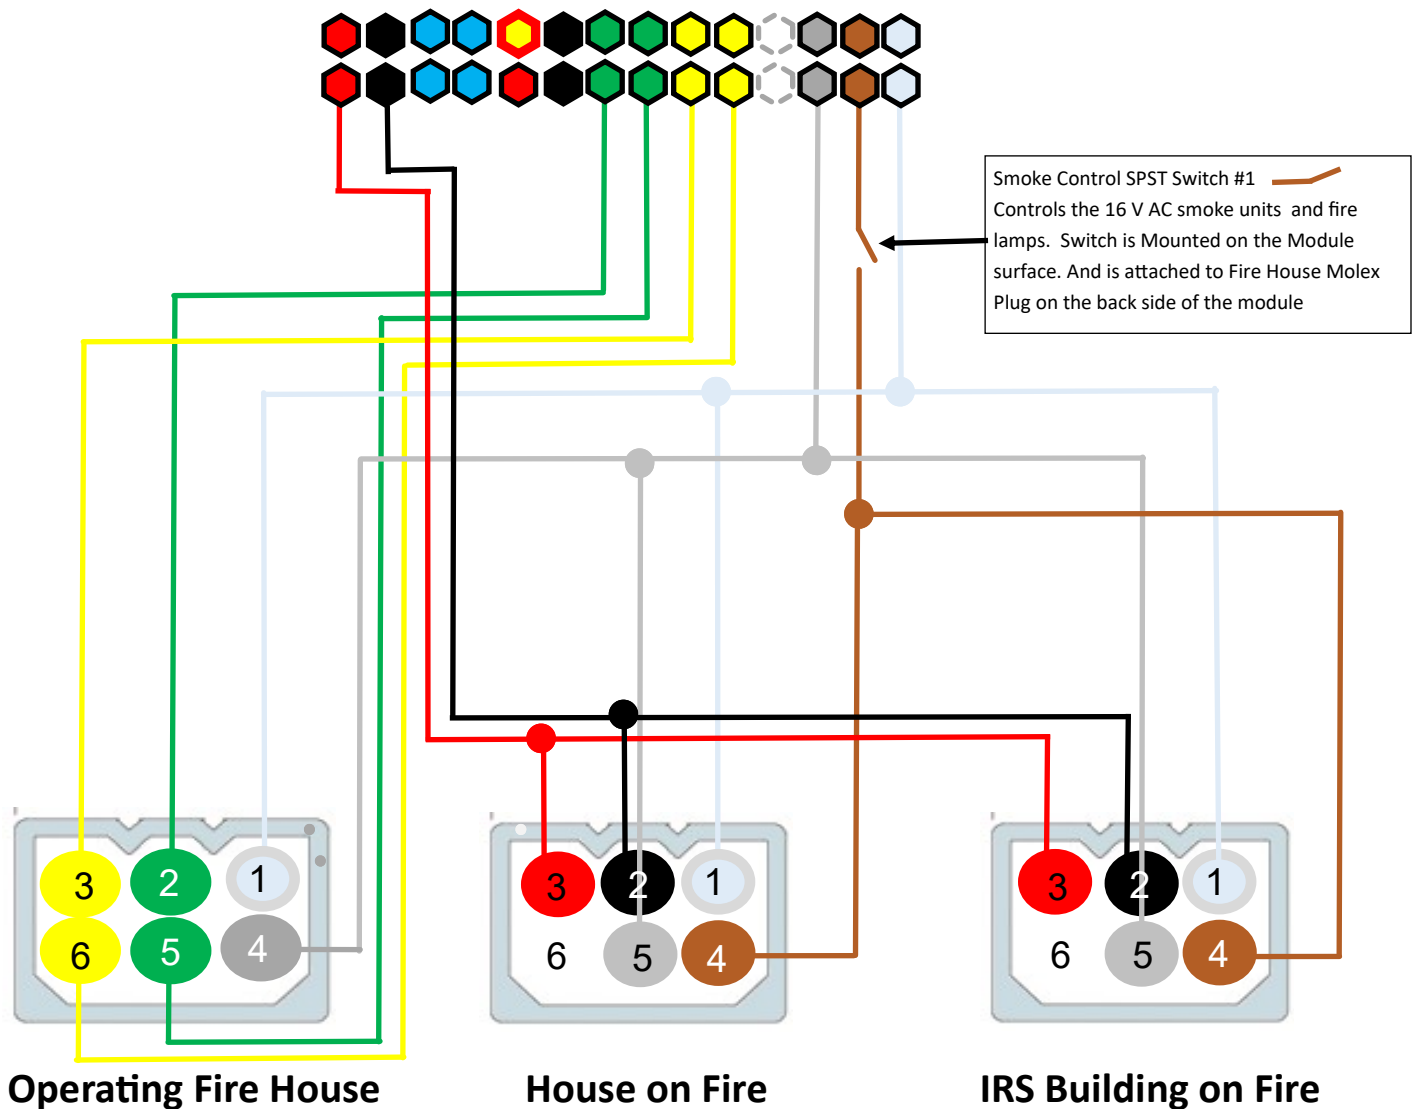 Smoke Control SPST Switch #1
Controls the 16 V AC smoke units and fire
lamps. Switch is Mounted on the Module
surface. And is attached to Fire House Molex
Plug on the back side of the module
3 2 1
6 5 4
3 2 1
6 5 4
3 2 1
6 5 4
Operating Fire House
House on Fire
IRS Building on Fire